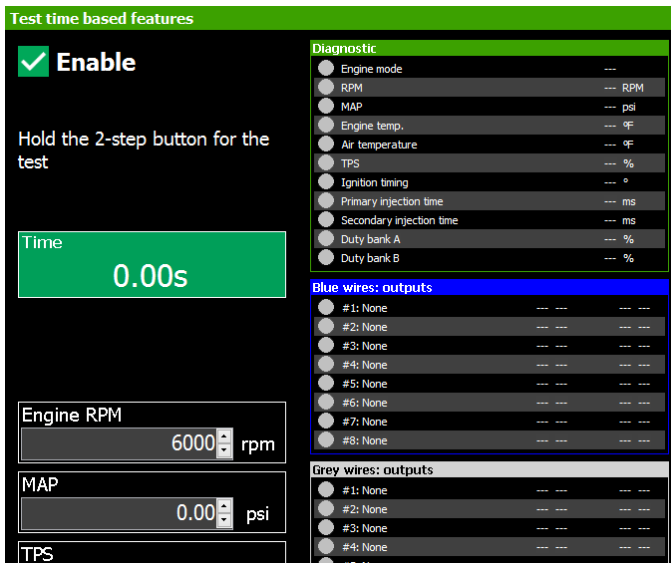 Test time based features
Enable
Hold the 2-step button for the
test
Time
0.00s
Engine RPM
6000 rpm
MAP
0.00 psi
TPS
Diagnostic
Engine mode ---
RPM --- RPM
MAP --- psi
Engine temp. --- ºF
Air temperature --- ºF
TPS --- %
Ignition timing --- º
Primary injection time --- ms
Secondary injection time --- ms
Duty bank A --- %
Duty bank B --- %
Blue wires: outputs
#1: None --- --- --- ---
#2: None --- --- --- ---
#3: None --- --- --- ---
#4: None --- --- --- ---
#5: None --- --- --- ---
#6: None --- --- --- ---
#7: None --- --- --- ---
#8: None --- --- --- ---
Grey wires: outputs
#1: None --- --- --- ---
#2: None --- --- --- ---
#3: None --- --- --- ---
#4: None --- --- --- ---